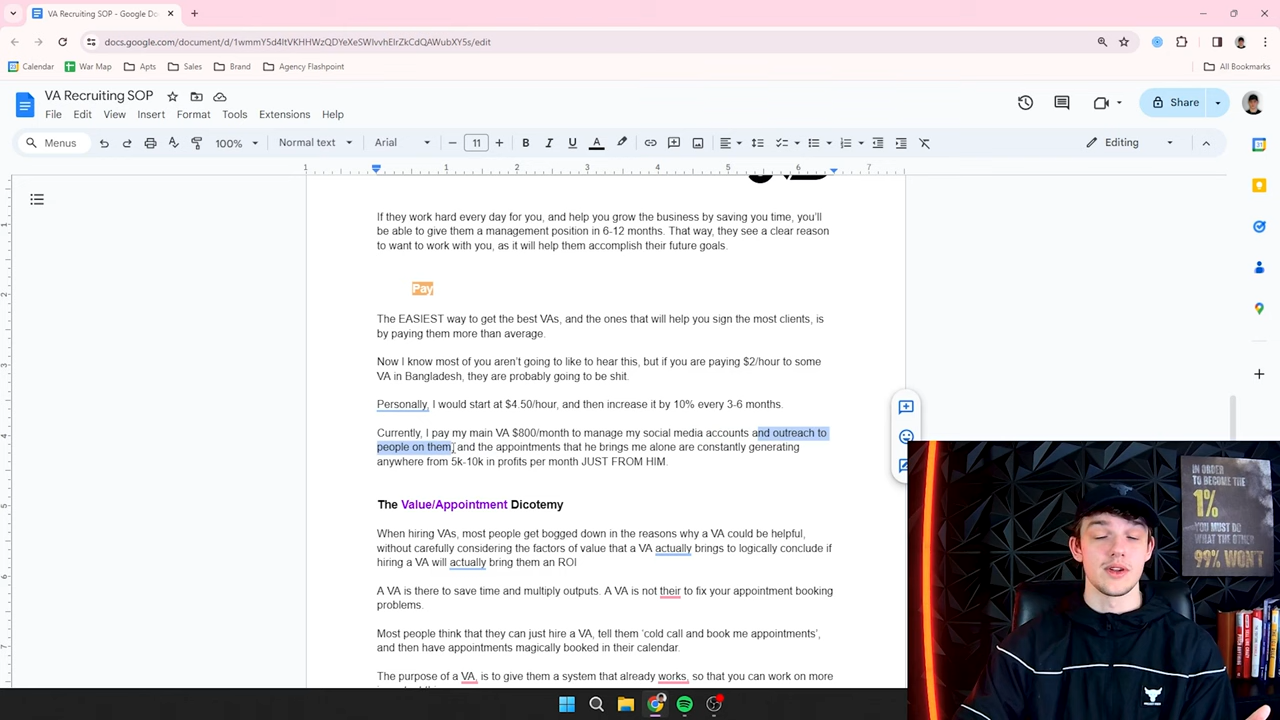 VA Recruiting SOP - Google Do
docs.google.com/document/d/1wmmY5d4ltVKHHWzQDYeXeSWlvvhElrZkCdQAWubXY5s/edit
Calendar War Map Apts Sales Brand Agency Flashpoint All Bookmarks
VA Recruiting SOP
File Edit View Insert Format Tools Extensions Help
Share
Menus 100% Normal text Arial 11 Editing
1 1 2 3 4 5 6 7
If they work hard every day for you, and help you grow the business by saving you time, you'll
be able to give them a management position in 6-12 months. That way, they see a clear reason
to want to work with you, as it will help them accomplish their future goals.
Pay
The EASIEST way to get the best VAs, and the ones that will help you sign the most clients, is
by paying them more than average.
Now I know most of you aren't going to like to hear this, but if you are paying $2/hour to some
VA in Bangladesh, they are probably going to be shit.
Personally, I would start at $4.50/hour, and then increase it by 10% every 3-6 months.
Currently, I pay my main VA $800/month to manage my social media accounts and outreach to
people on them, and the appointments that he brings me alone are constantly generating
anywhere from 5k-10k in profits per month JUST FROM HIM.
The Value/Appointment Dicotemy
When hiring VAs, most people get bogged down in the reasons why a VA could be helpful,
without carefully considering the factors of value that a VA actually brings to logically conclude if
hiring a VA will actually bring them an ROI
A VA is there to save time and multiply outputs. A VA is not their to fix your appointment booking
problems.
Most people think that they can just hire a VA, tell them 'cold call and book me appointments',
and then have appointments magically booked in their calendar.
The purpose of a VA, is to give them a system that already works, so that you can work on more
IN ORDER
TO BECOME THE
1%
YOU MUST DO
WHAT THE OTHER
99% WON'T